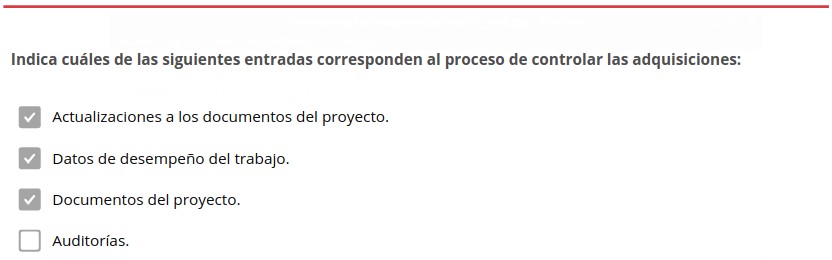 Indica cuáles de las siguientes entradas corresponden al proceso de controlar las adquisiciones:
Actualizaciones a los documentos del proyecto.
Datos de desempeño del trabajo.
Documentos del proyecto.
Auditorías.